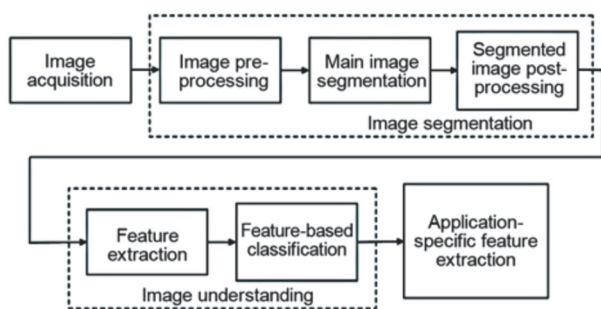 Image
acquisition
Image pre-
processing
Main image
segmentation
Segmented
image post-
processing
Image segmentation
Feature
extraction
Feature-based
classification
Image understanding
Application-
specific feature
extraction